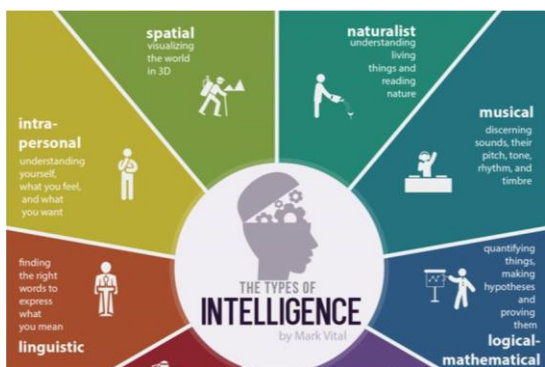 spatial
visualizing
the world
in 3D
naturalist
understanding
living
things and
reading
nature
musical
discerning
sounds, their
pitch, tone,
rhythm, and
timbre
intra-
personal
understanding
yourself,
what you feel,
and what
you want
finding
the right
words to
express
what
you mean
linguistic
quantifying
things,
making
hypotheses
and
proving
them
logical-
mathematical
THE TYPES OF
INTELLIGENCE
by Mark Vital